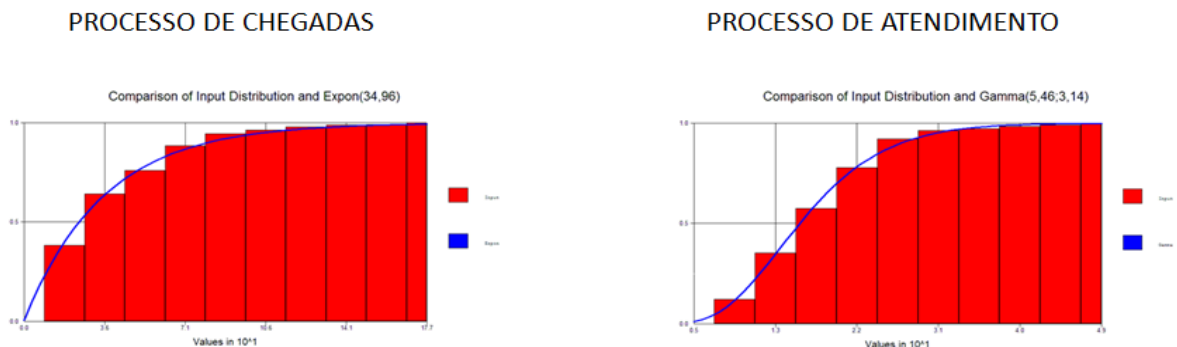 PROCESSO DE CHEGADAS
Comparison of Input Distribution and Expon(34,96)
1.0
0.5
0.0
0.0 3.6 7.1 10.6 14.1 17.7
Values in 10^1
PROCESSO DE ATENDIMENTO
Comparison of Input Distribution and Gamma(5,46;3,14)
1.0
0.5
0.0
0.5 1.3 2.2 3.1 4.0 4.9
Values in 10^1